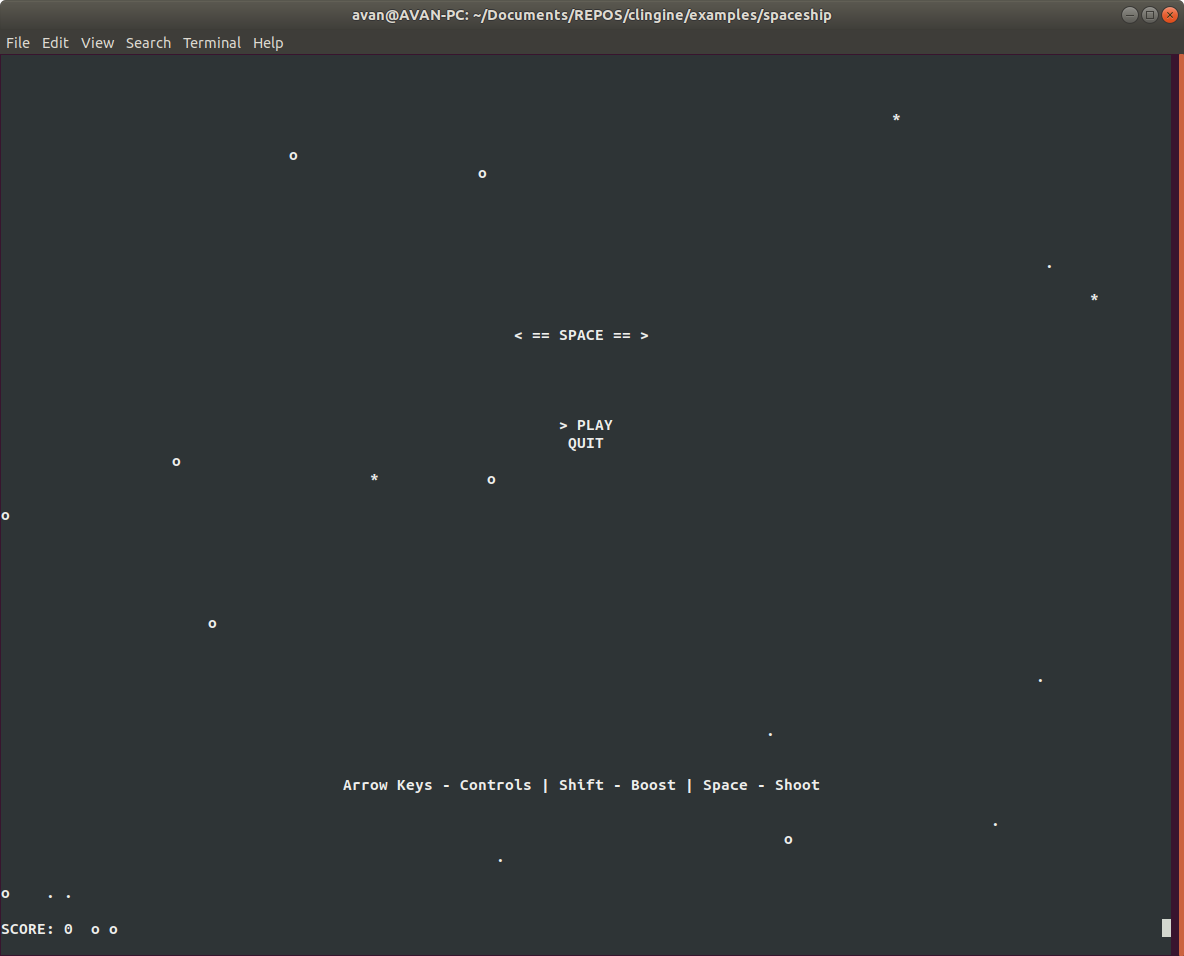 avan@AVAN-PC: ~/Documents/REPOS/clingine/examples/spaceship
File Edit View Search Terminal Help
*
o
o
.
*
< == SPACE == >
> PLAY
QUIT
o
* o
o
o
.
.
Arrow Keys - Controls | Shift - Boost | Space - Shoot
.
o
.
o . .
SCORE: 0 o o